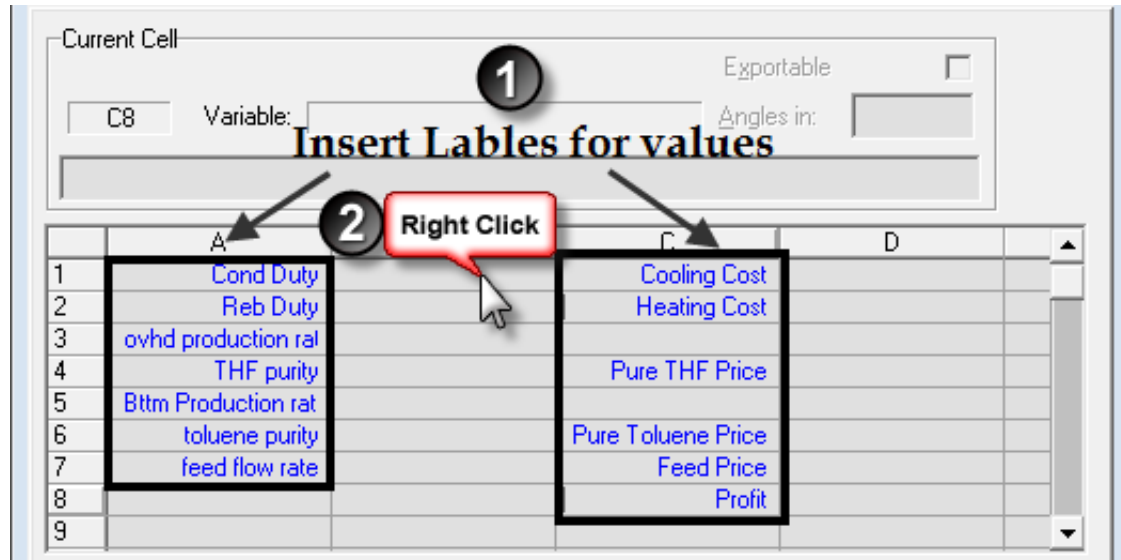 Current Cell
1
Exportable
C8 Variable: Angles in:
Insert Lables for values
2 Right Click
A C D
1 Cond Duty Cooling Cost
2 Reb Duty Heating Cost
3 ovhd production rat
4 THF purity Pure THF Price
5 Bttm Production rat
6 toluene purity Pure Toluene Price
7 feed flow rate Feed Price
8 Profit
9